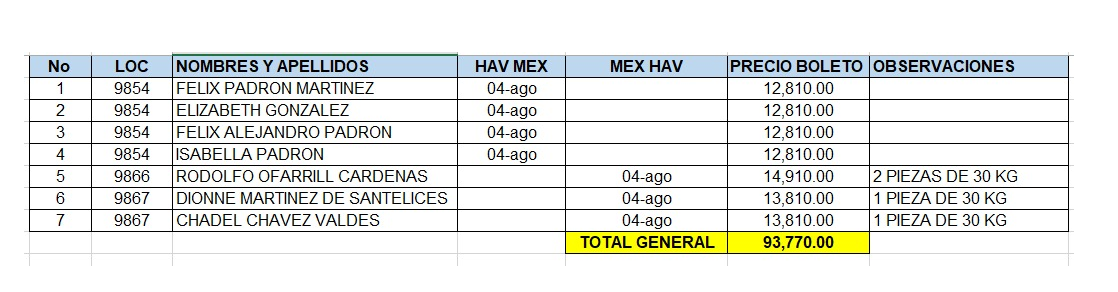 No LOC NOMBRES Y APELLIDOS HAV MEX MEX HAV PRECIO BOLETO OBSERVACIONES
1 9854 FELIX PADRON MARTINEZ 04-ago 12,810.00
2 9854 ELIZABETH GONZALEZ 04-ago 12,810.00
3 9854 FELIX ALEJANDRO PADRON 04-ago 12,810.00
4 9854 ISABELLA PADRON 04-ago 12,810.00
5 9866 RODOLFO OFARRILL CARDENAS 04-ago 14,910.00 2 PIEZAS DE 30 KG
6 9867 DIONNE MARTINEZ DE SANTELICES 04-ago 13,810.00 1 PIEZA DE 30 KG
7 9867 CHADEL CHAVEZ VALDES 04-ago 13,810.00 1 PIEZA DE 30 KG
TOTAL GENERAL 93,770.00